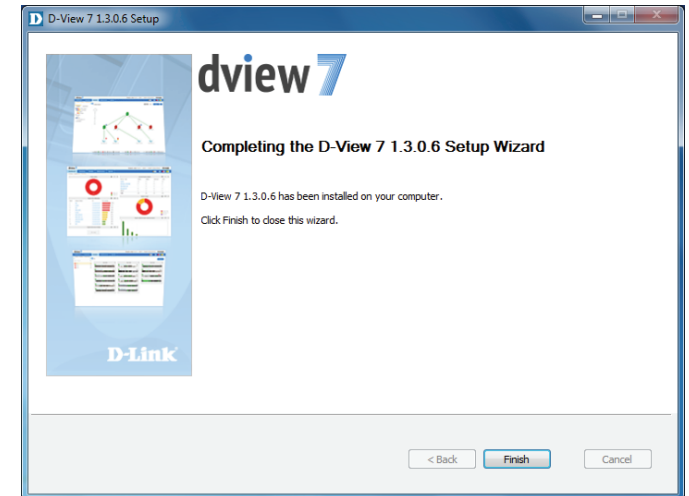 D-View 7 1.3.0.6 Setup
dview 7
Completing the D-View 7 1.3.0.6 Setup Wizard
D-View 7 1.3.0.6 has been installed on your computer.
Click Finish to close this wizard.
D-Link
< Back
Finish
Cancel